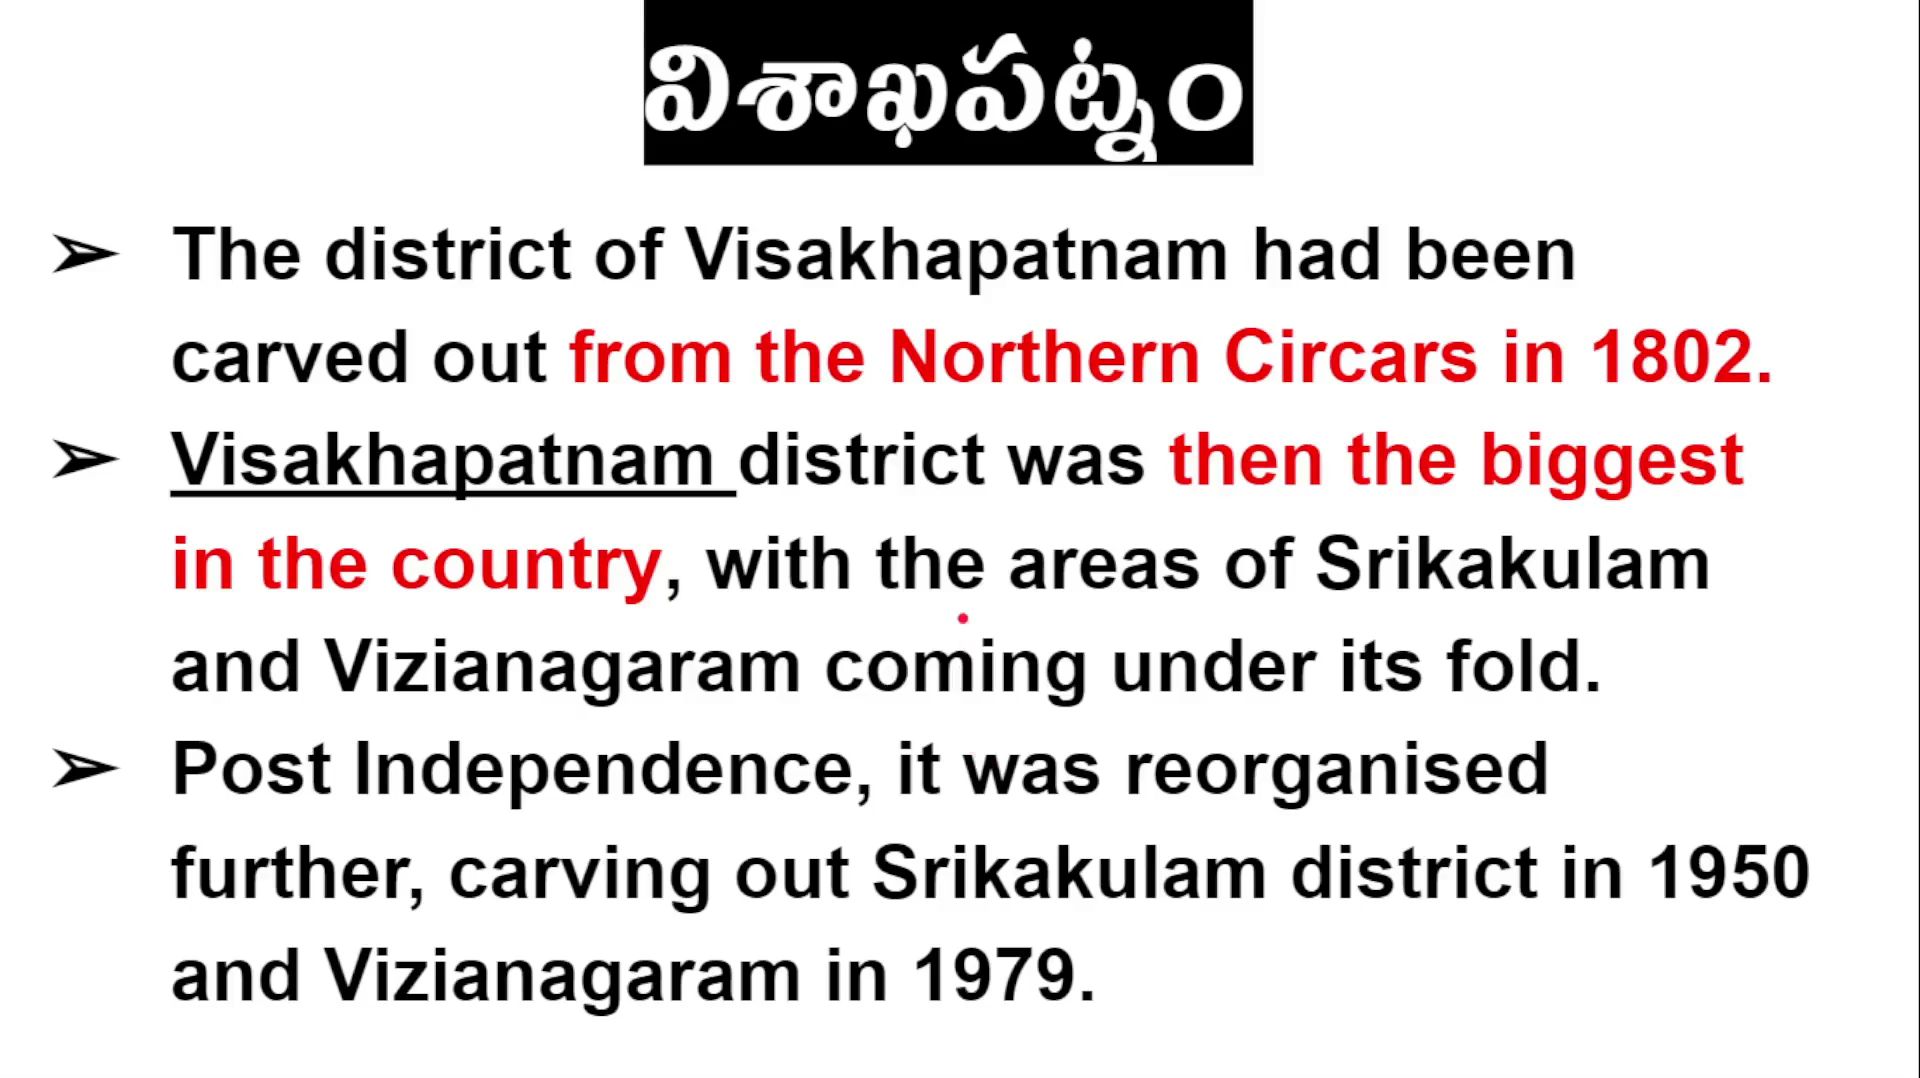 విశాఖపట్నం
➢ The district of Visakhapatnam had been
carved out from the Northern Circars in 1802.
➢ Visakhapatnam district was then the biggest
in the country, with the areas of Srikakulam
and Vizianagaram coming under its fold.
➢ Post Independence, it was reorganised
further, carving out Srikakulam district in 1950
and Vizianagaram in 1979.